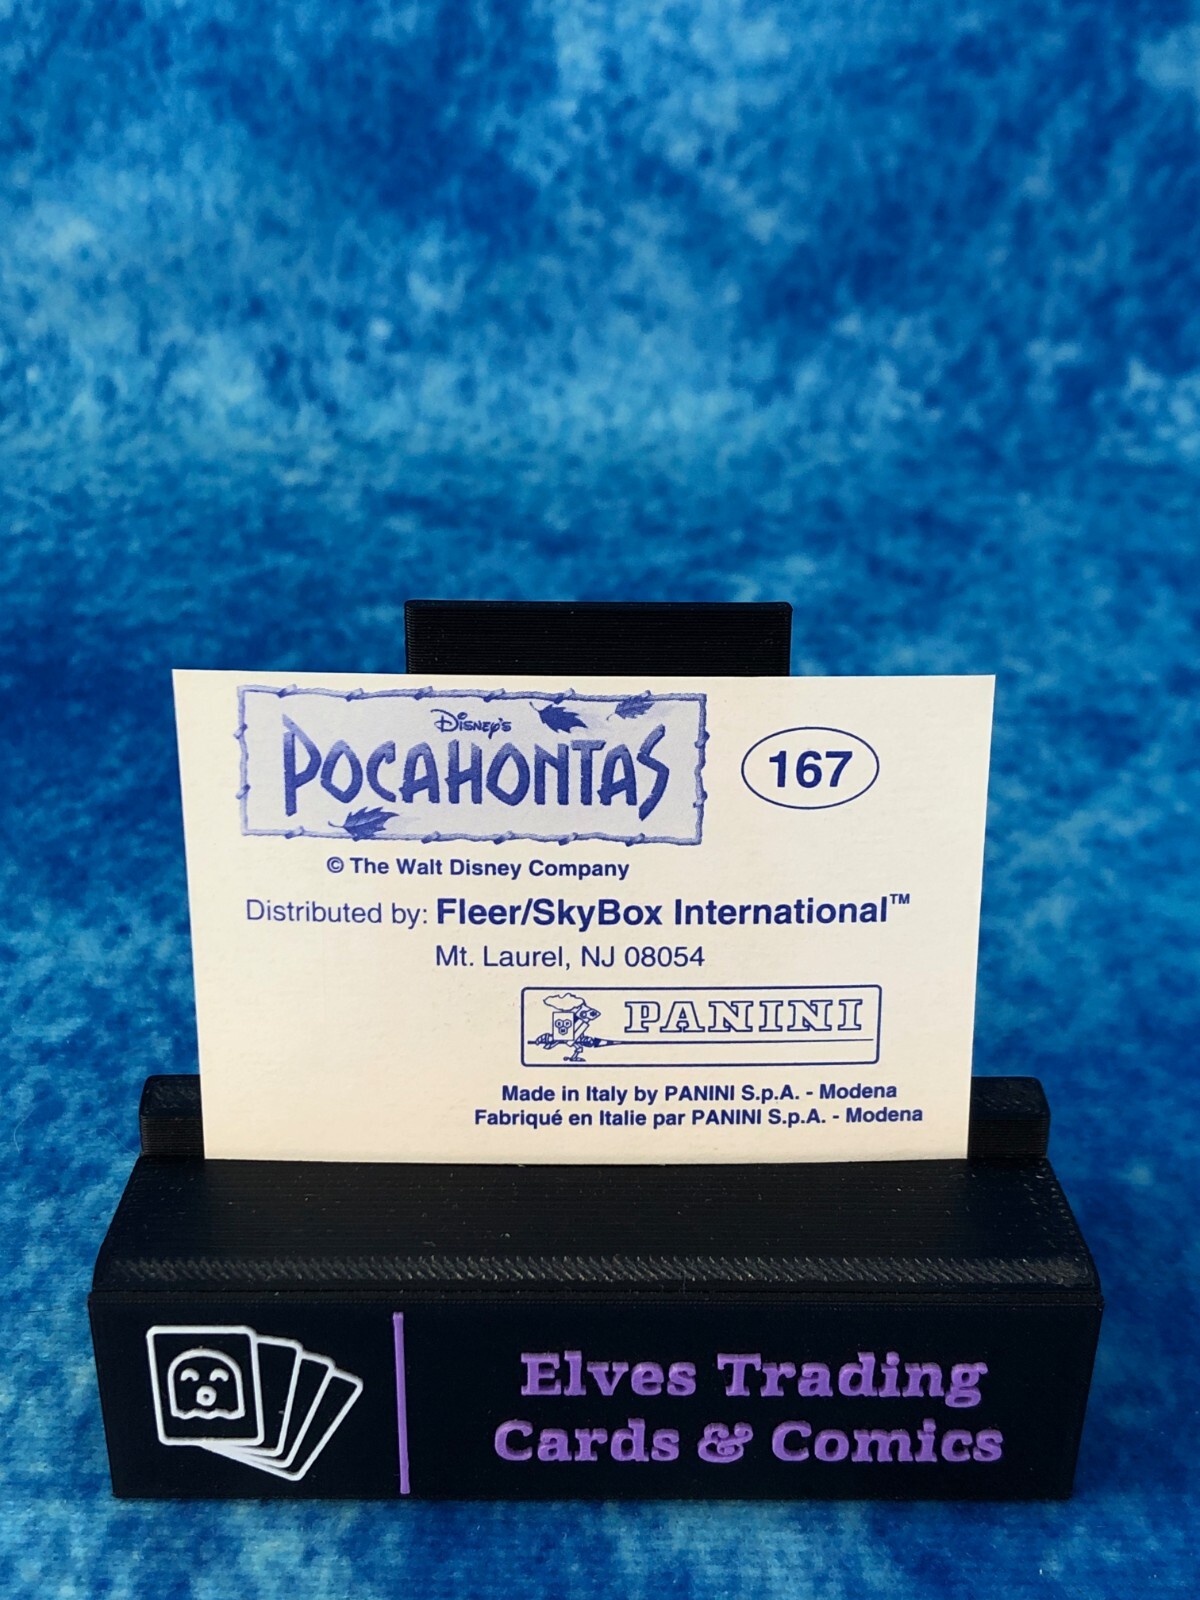 Disney's
POCAHONTAS
167
© The Walt Disney Company
Distributed by: Fleer/SkyBox International™
Mt. Laurel, NJ 08054
PANINI
Made in Italy by PANINI S.p.A. - Modena
Fabriqué en Italie par PANINI S.p.A. - Modena
Elves Trading
Cards & Comics